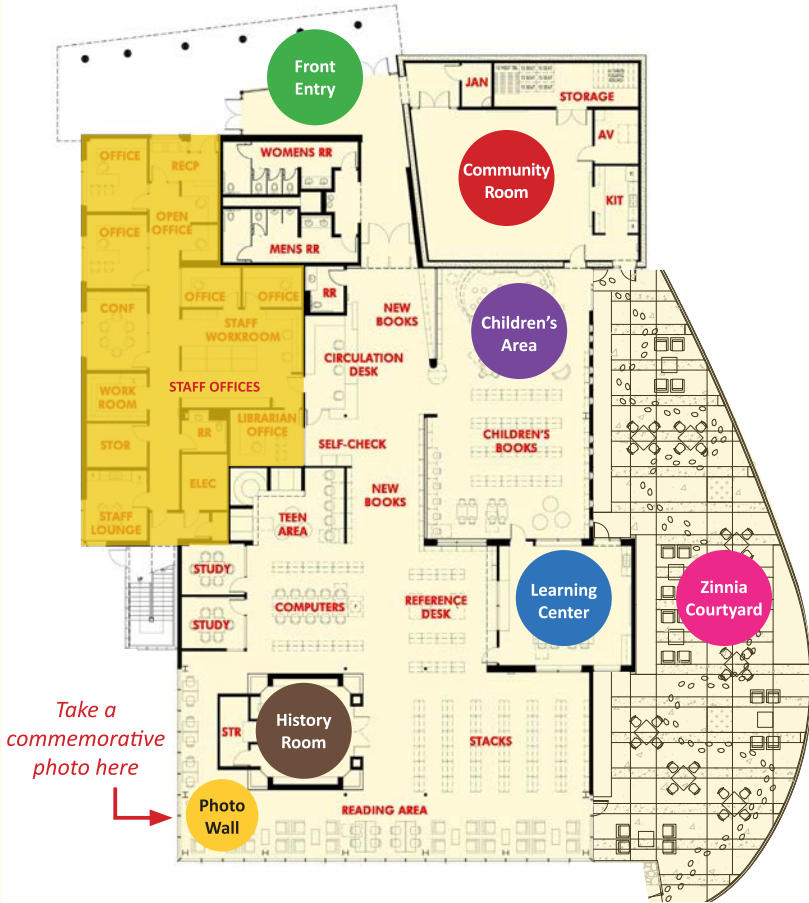 Front
Entry
JAN
STORAGE
OFFICE
RECP
WOMENS RR
Community
Room
AV
KIT
OPEN
OFFICE
OFFICE
MENS RR
OFFICE
OFFICE
RR
NEW
BOOKS
Children's
Area
CONF
STAFF
WORKROOM
CIRCULATION
DESK
STAFF OFFICES
WORK
ROOM
LIBRARIAN
OFFICE
STOR
RR
SELF-CHECK
CHILDREN'S
BOOKS
ELEC
NEW
BOOKS
STAFF
LOUNGE
TEEN
AREA
STUDY
COMPUTERS
REFERENCE
DESK
Learning
Center
Zinnia
Courtyard
STUDY
Take a
commemorative
photo here
STR
History
Room
STACKS
Photo
Wall
READING AREA